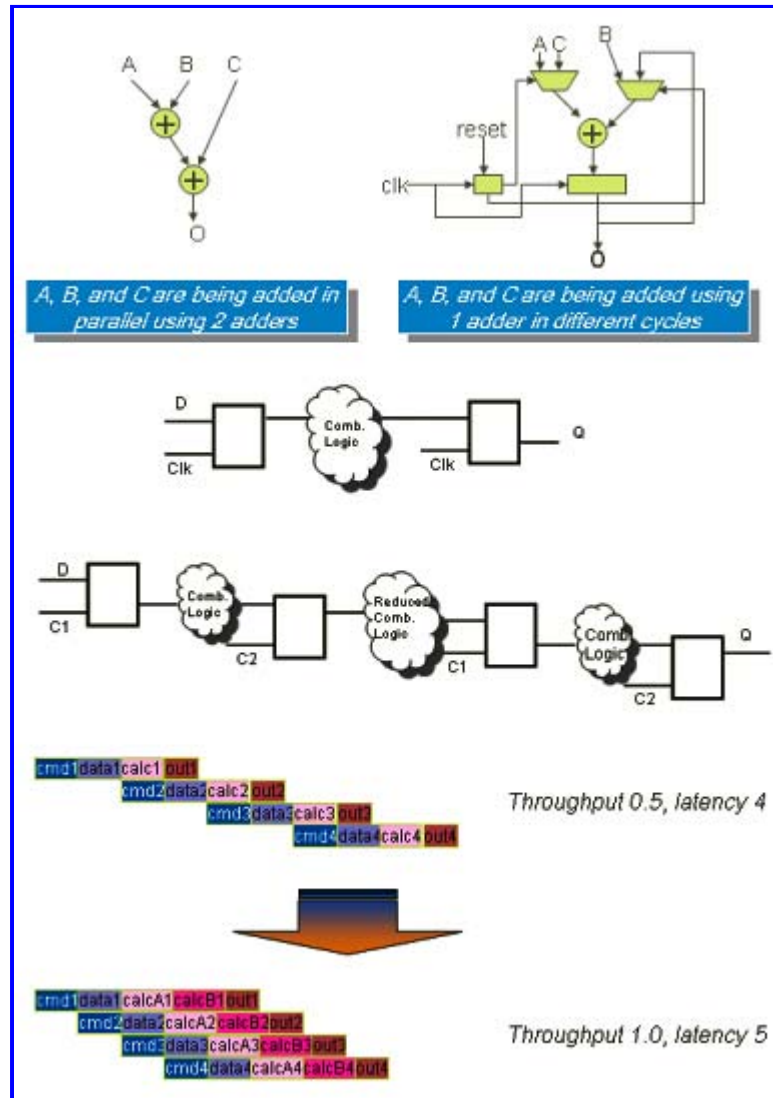 A B C
O
A C B
reset
clk
O
A, B, and C are being added in
parallel using 2 adders
A, B, and C are being added using
1 adder in different cycles
D
Clk
Comb.
Logic
Clk
Q
D
C1
Comb.
Logic
C2
Reduced
Comb.
Logic
C1
Comb
Logic
C2
Q
cmd1 data1 calc1 out1
cmd2 data2 calc2 out2
cmd3 data3 calc3 out3
cmd4 data4 calc4 out4
Throughput 0.5, latency 4
cmd1 data1 calcA1 calcB1 out1
cmd2 data2 calcA2 calcB2 out2
cmd3 data3 calcA3 calcB3 out3
cmd4 data4 calcA4 calcB4 out4
Throughput 1.0, latency 5